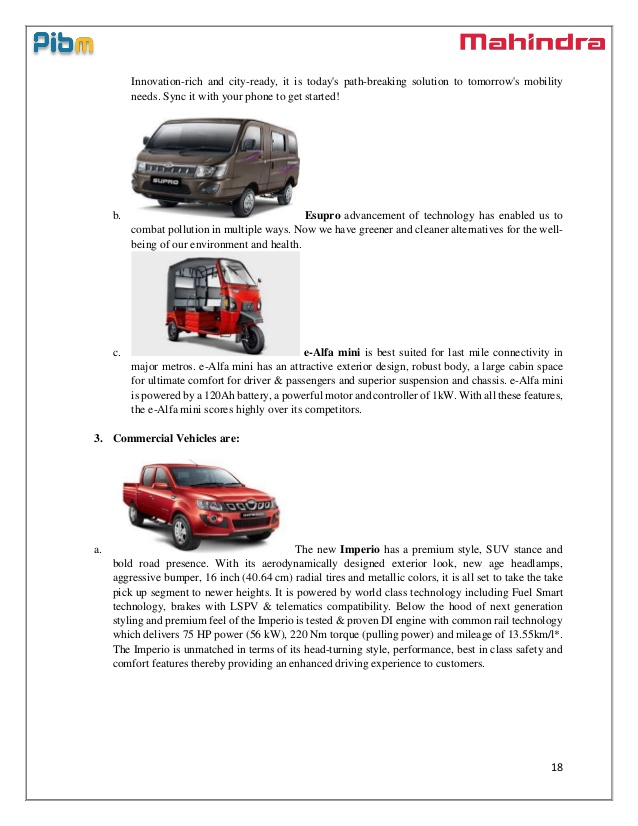 Pibm
Mahindra
Innovation-rich and city-ready, it is today's path-breaking solution to tomorrow's mobility
needs. Sync it with your phone to get started!
SUPRO
b. Esupro advancement of technology has enabled us to
combat pollution in multiple ways. Now we have greener and cleaner alternatives for the well-
being of our environment and health.
c. e-Alfa mini is best suited for last mile connectivity in
major metros. e-Alfa mini has an attractive exterior design, robust body, a large cabin space
for ultimate comfort for driver & passengers and superior suspension and chassis. e-Alfa mini
is powered by a 120Ah battery, a powerful motor and controller of 1kW. With all these features,
the e-Alfa mini scores highly over its competitors.
3. Commercial Vehicles are:
a. The new Imperio has a premium style, SUV stance and
bold road presence. With its aerodynamically designed exterior look, new age headlamps,
aggressive bumper, 16 inch (40.64 cm) radial tires and metallic colors, it is all set to take the take
pick up segment to newer heights. It is powered by world class technology including Fuel Smart
technology, brakes with LSPV & telematics compatibility. Below the hood of next generation
styling and premium feel of the Imperio is tested & proven DI engine with common rail technology
which delivers 75 HP power (56 kW), 220 Nm torque (pulling power) and mileage of 13.55km/l*.
The Imperio is unmatched in terms of its head-turning style, performance, best in class safety and
comfort features thereby providing an enhanced driving experience to customers.
18